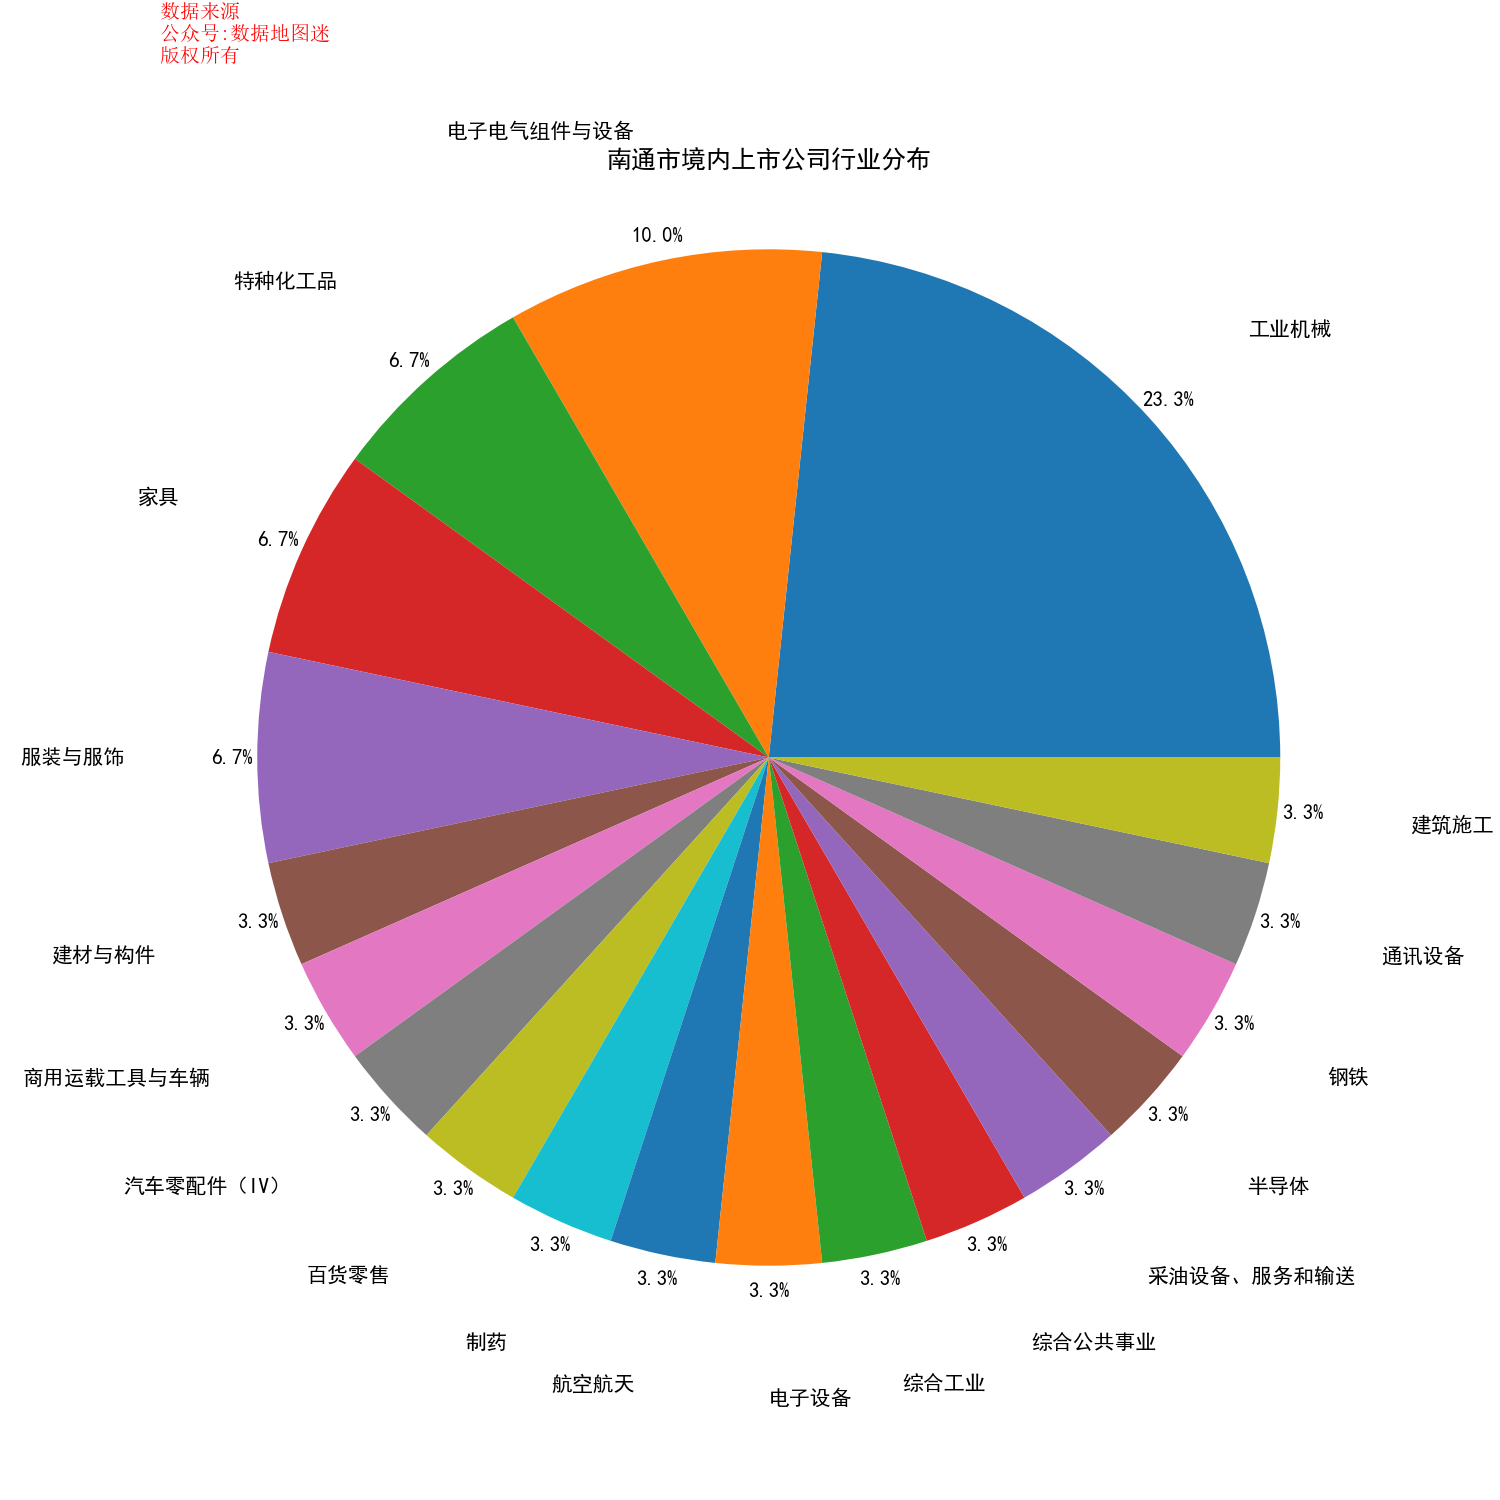 数据来源
公众号:数据地图迷
版权所有
电子电气组件与设备
南通市境内上市公司行业分布
10.0%
特种化工品
工业机械
6.7%
23.3%
家具
6.7%
服装与服饰
6.7%
3.3%
建筑施工
3.3%
3.3%
建材与构件
通讯设备
3.3%
3.3%
商用运载工具与车辆
钢铁
3.3%
3.3%
汽车零配件（IV）
3.3%
3.3%
半导体
3.3%
3.3%
百货零售
3.3%
3.3%
3.3%
采油设备、服务和输送
制药
综合公共事业
航空航天
综合工业
电子设备